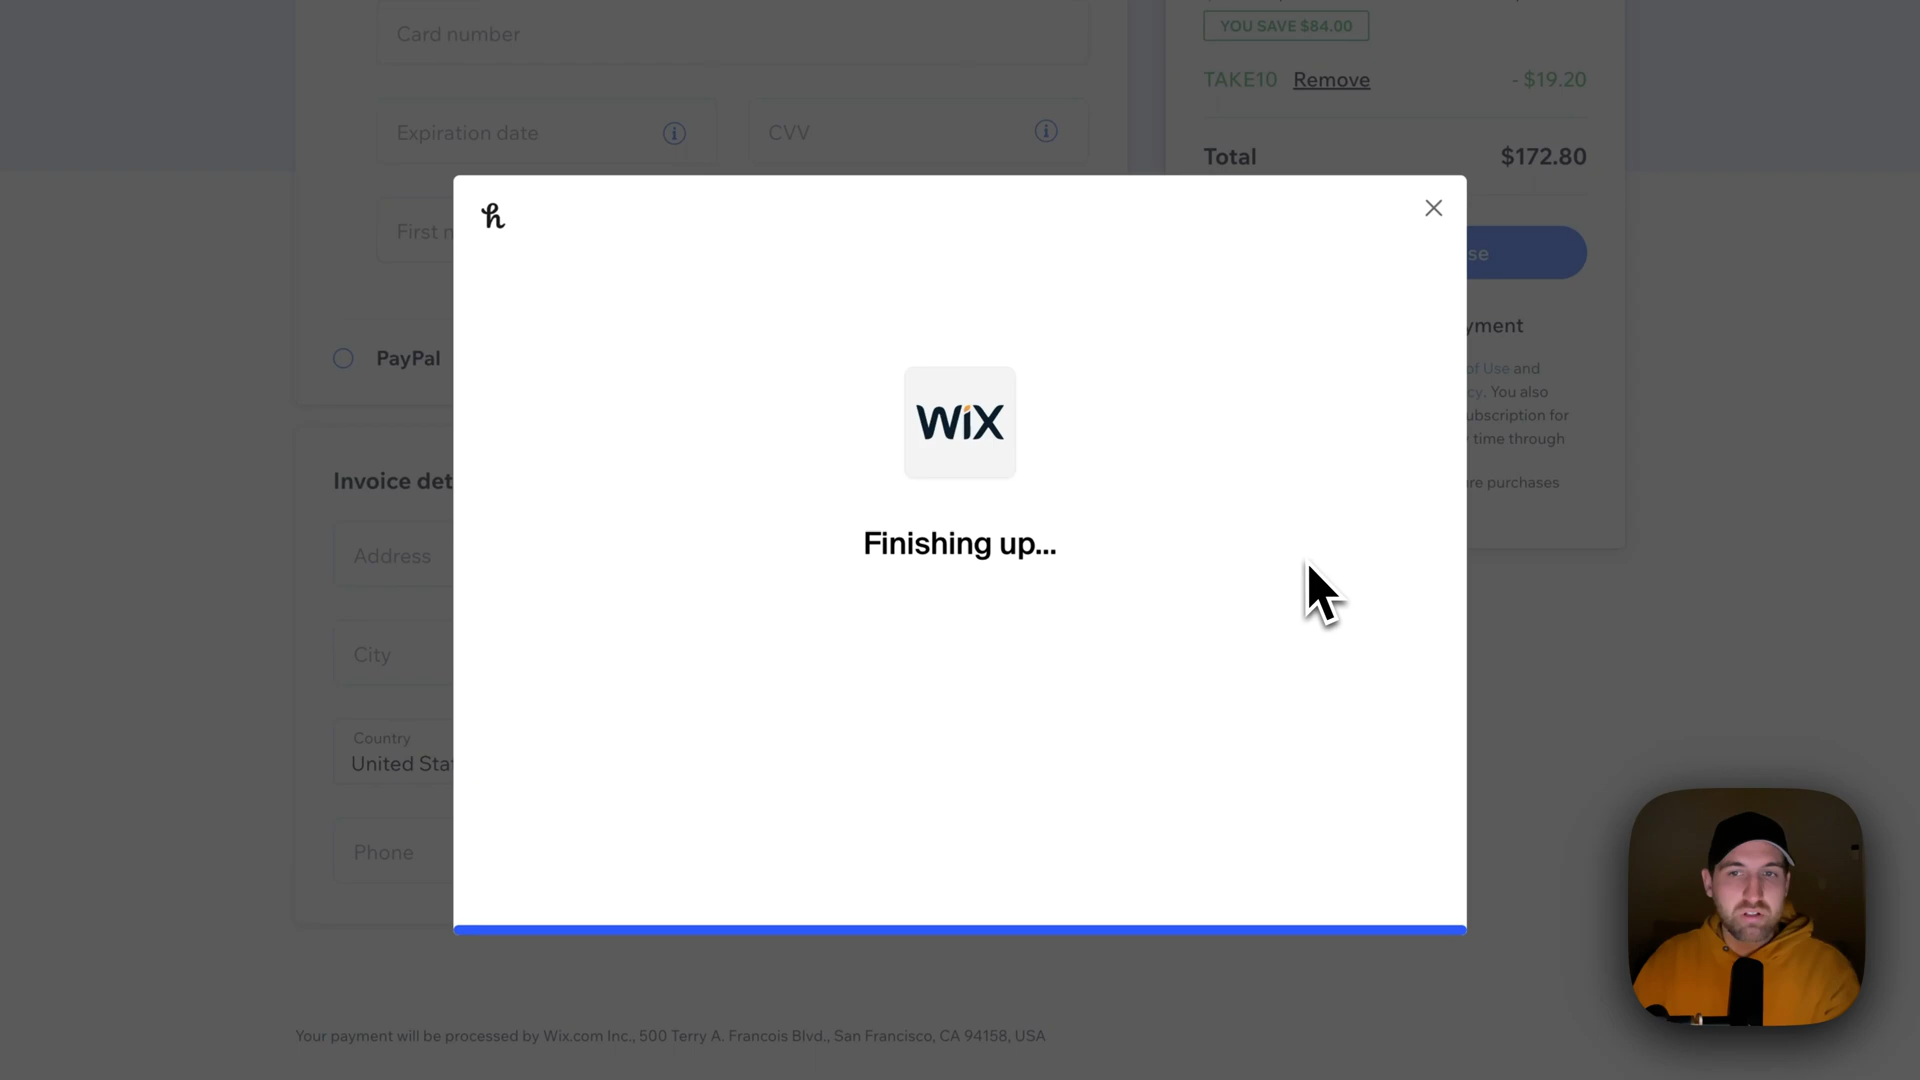 Card number
YOU SAVE $84.00
TAKE10 Remove - $19.20
Expiration date
CVV
Total $172.80
First n
se
yment
PayPal
of Use and
cy. You also
ubscription for
time through
WiX
Invoice det
re purchases
Finishing up...
Address
City
Country
United Sta
Phone
Your payment will be processed by Wix.com Inc., 500 Terry A. Francois Blvd., San Francisco, CA 94158, USA